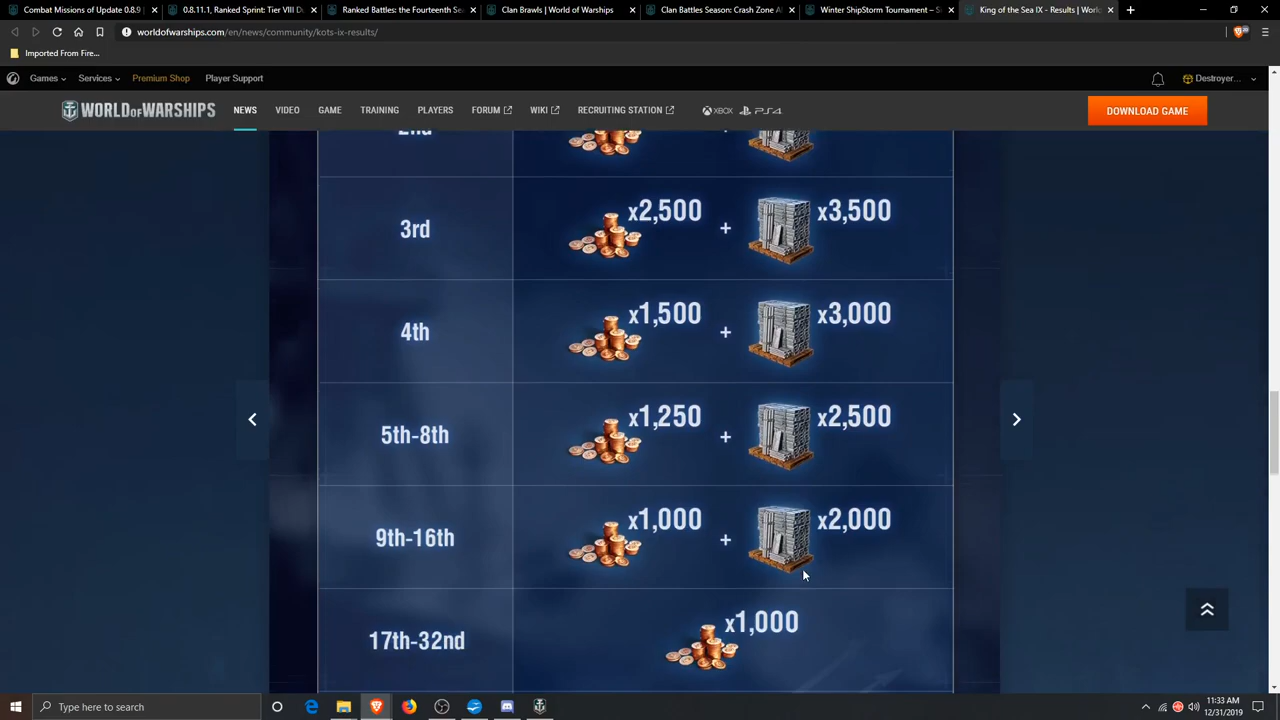 Combat Missions of Update 0.8.9
0.8.11.1, Ranked Sprint: Tier VIII Du
Ranked Battles: the Fourteenth Se
Clan Brawls | World of Warships
Clan Battles Season: Crash Zone Al
Winter ShipStorm Tournament – S
King of the Sea IX - Results | Worl
worldofwarships.com/en/news/community/kots-ix-results/
Imported From Fire...
Games
Services
Premium Shop
Player Support
Destroyer...
WORLD OF WARSHIPS
NEWS
VIDEO
GAME
TRAINING
PLAYERS
FORUM
WIKI
RECRUITING STATION
XBOX
PS4
DOWNLOAD GAME
2nd
+
3rd
x2,500
+
x3,500
4th
x1,500
+
x3,000
5th-8th
x1,250
+
x2,500
9th-16th
x1,000
+
x2,000
17th-32nd
x1,000
Type here to search
11:33 AM
12/31/2019